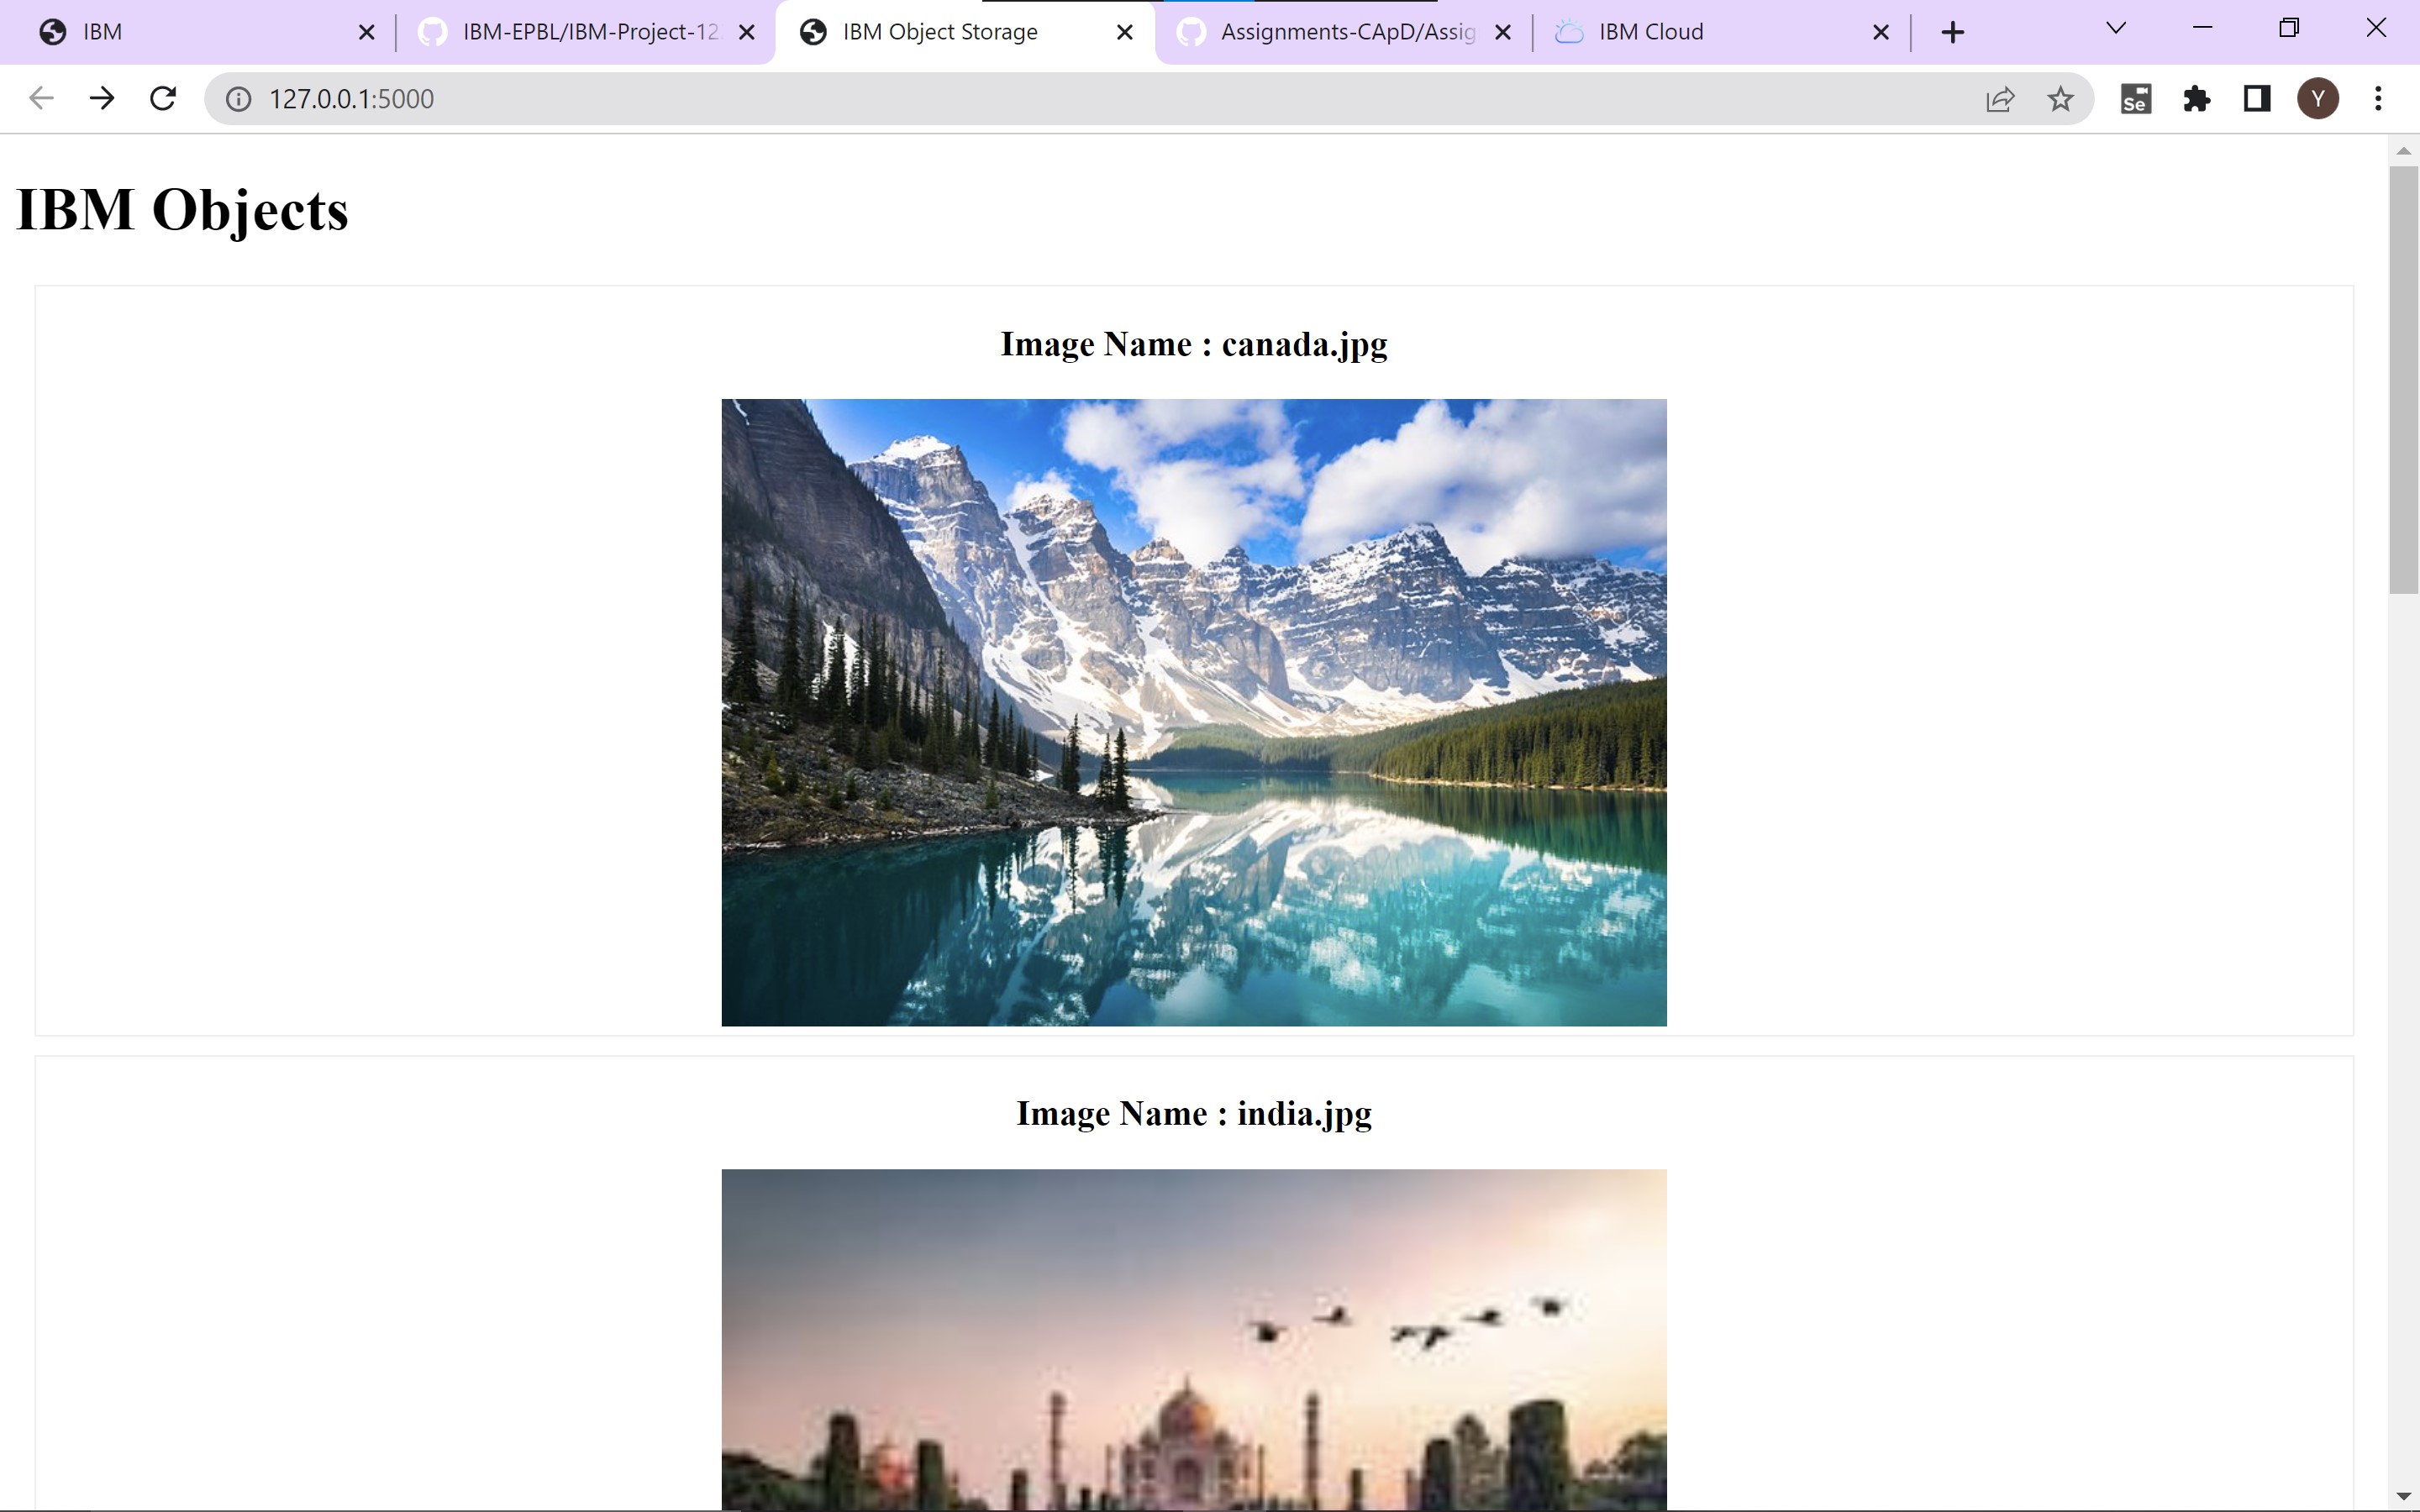 IBM
IBM-EPBL/IBM-Project-12
IBM Object Storage
Assignments-CApD/Assig
IBM Cloud
127.0.0.1:5000
Se
Y
IBM Objects
Image Name : canada.jpg
Image Name : india.jpg